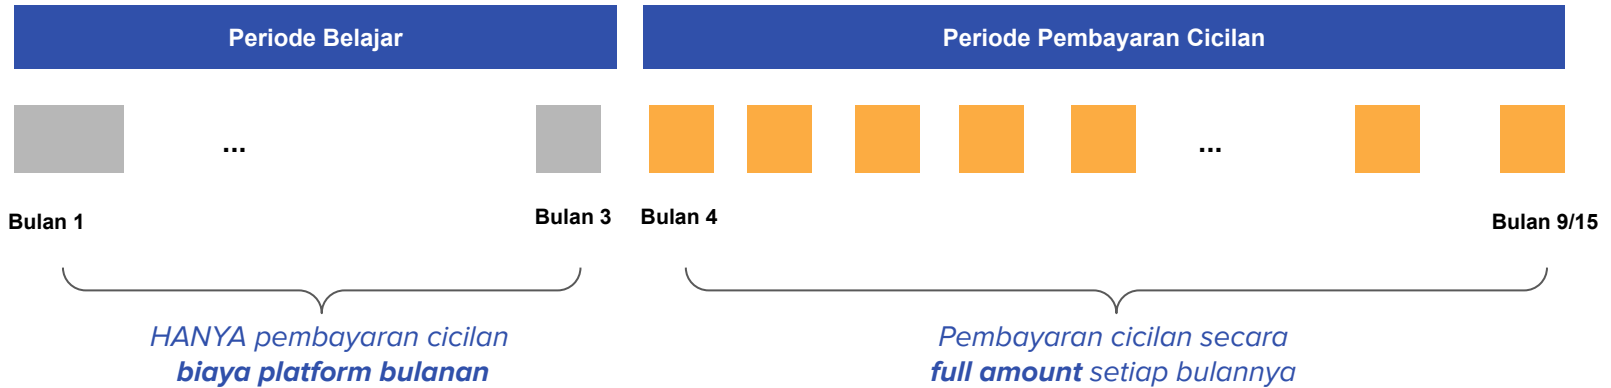 Periode Belajar
Periode Pembayaran Cicilan
...
...
Bulan 1
Bulan 3
Bulan 4
Bulan 9/15
HANYA pembayaran cicilan
biaya platform bulanan
Pembayaran cicilan secara
full amount setiap bulannya